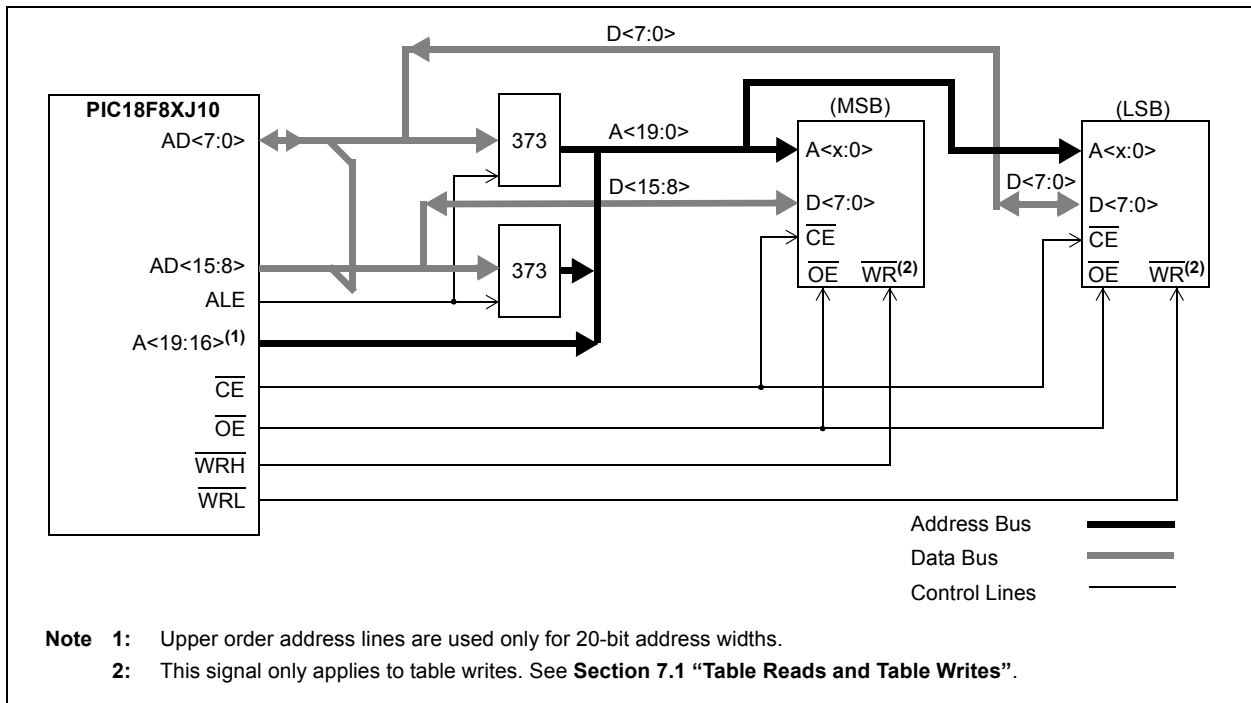 D<7:0>
PIC18F8XJ10
AD<7:0>
373
A<19:0>
(MSB)
A<x:0>
D<7:0>
CE
OE WR(2)
(LSB)
A<x:0>
D<7:0>
D<7:0>
CE
OE WR(2)
D<15:8>
373
AD<15:8>
ALE
A<19:16>(1)
CE
OE
WRH
WRL
Address Bus
Data Bus
Control Lines
Note 1: Upper order address lines are used only for 20-bit address widths.
2: This signal only applies to table writes. See Section 7.1 “Table Reads and Table Writes”.